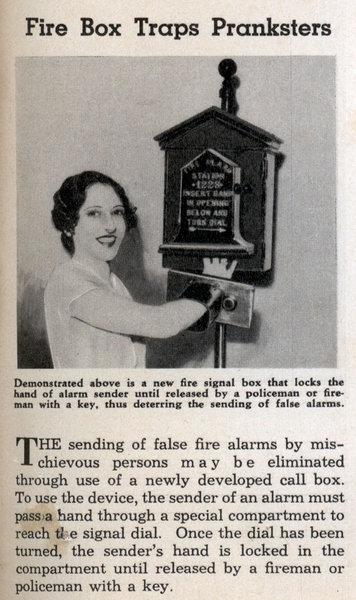 Fire Box Traps Pranksters
FIRE ALARM
STATION
1228
INSERT HAND
IN OPENING
BELOW AND
TURN DIAL
Demonstrated above is a new fire signal box that locks the
hand of alarm sender until released by a policeman or fire-
man with a key, thus deterring the sending of false alarms.
THE sending of false fire alarms by mis-
chievous persons may be eliminated
through use of a newly developed call box.
To use the device, the sender of an alarm must
pass a hand through a special compartment to
reach the signal dial. Once the dial has been
turned, the sender's hand is locked in the
compartment until released by a fireman or
policeman with a key.